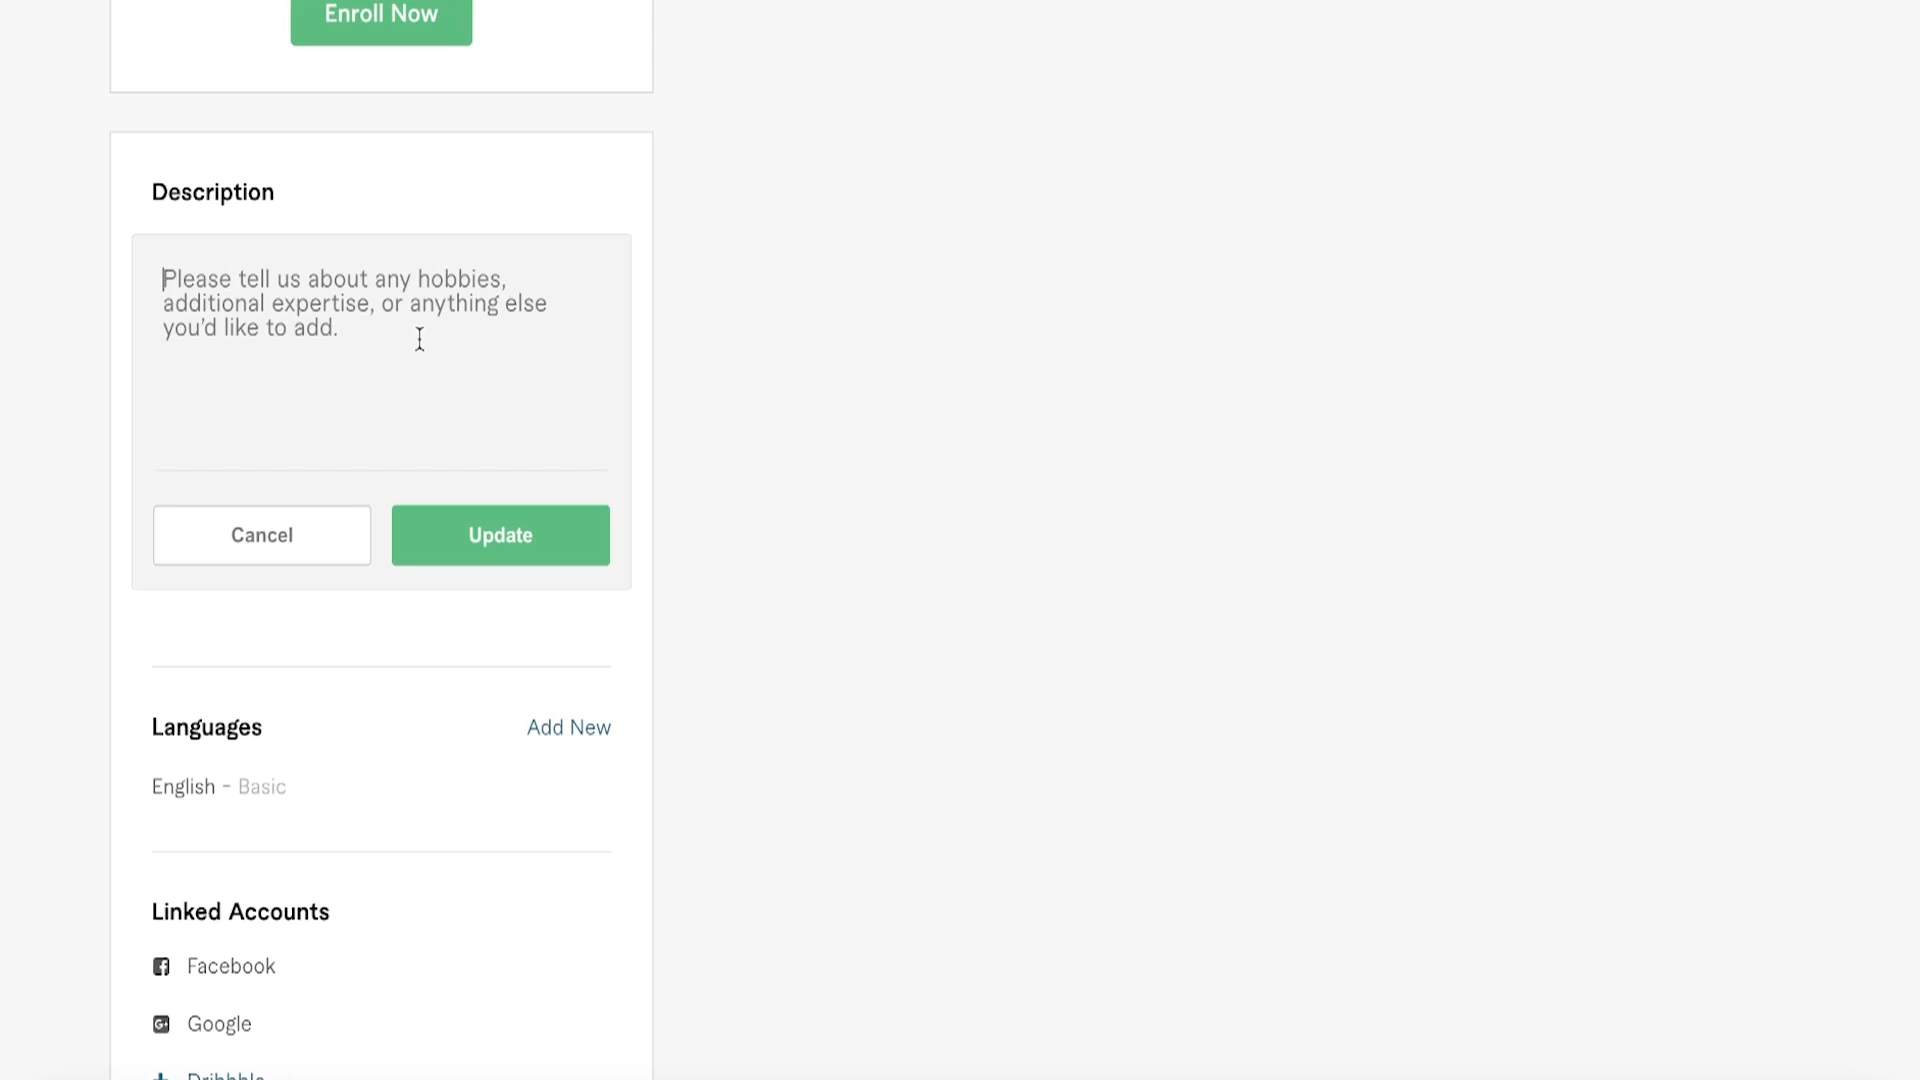 Enroll Now
Description
Please tell us about any hobbies,
additional expertise, or anything else
you'd like to add.
Cancel
Update
Languages
Add New
English - Basic
Linked Accounts
Facebook
Google
Dribbble